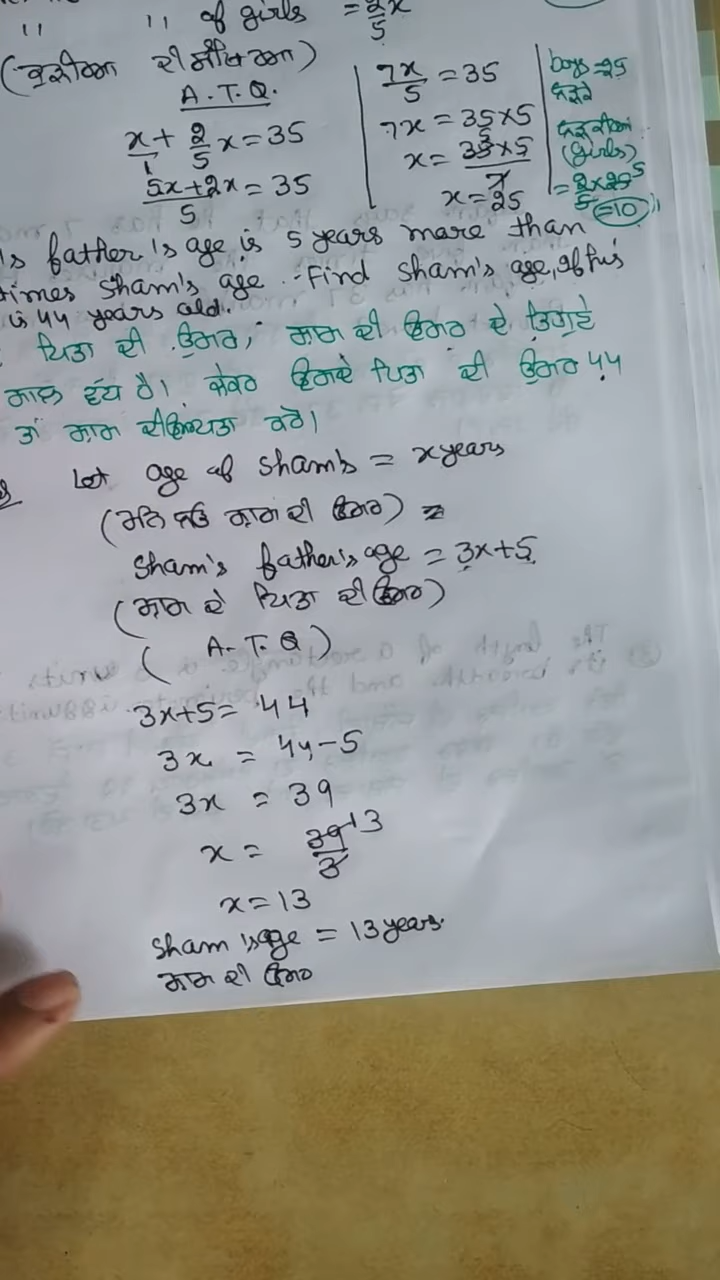 " " of girls = 2/5 x
(ਕੁੜੀਆਂ ਦੀ ਗਿਣਤੀ)
A.T.Q.
x/1 + 2/5 x = 35
5x+2x/5 = 35
7x/5 = 35
7x = 35×5
x = 35×5/7
x = 25
boys = 25
ਲੜਕੇ
ਲੜਕੀਆਂ
(girls)
= 2×25/5
= 10
's father's age is 5 years more than
times Sham's age. Find Sham's age, if his
is 44 years old.
ਪਿਤਾ ਦੀ ਉਮਰ, ਸ਼ਾਮ ਦੀ ਉਮਰ ਦੇ ਤਿਗੁਣੇ
ਸਾਲ ਵੱਧ ਹੈ। ਜੇਕਰ ਉਸਦੇ ਪਿਤਾ ਦੀ ਉਮਰ 44
ਤਾਂ ਸ਼ਾਮ ਦੀ ਕਰੋ।
Let age of Sham's = x years
(ਮੰਨ ਲਉ ਸ਼ਾਮ ਦੀ ਉਮਰ) =
Sham's father's age = 3x+5
(ਸ਼ਾਮ ਦੇ ਪਿਤਾ ਦੀ ਉਮਰ)
( A.T.Q )
3x+5 = 44
3x = 44-5
3x = 39
x = 39/3 13
x = 13
Sham's age = 13 years.
ਸ਼ਾਮ ਦੀ ਉਮਰ